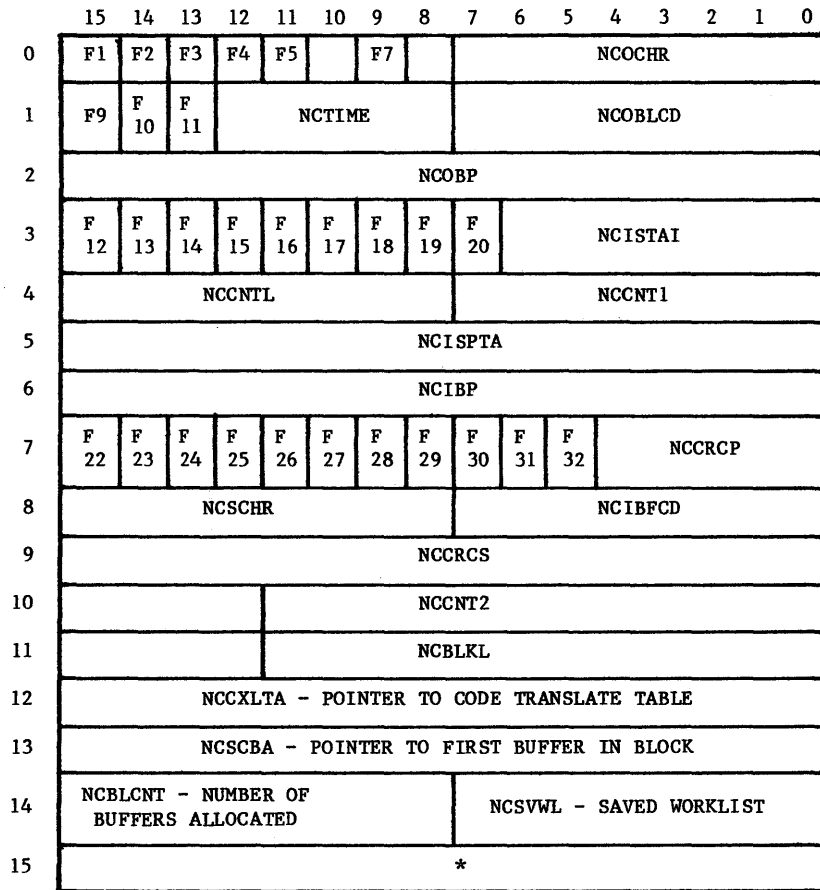 15 14 13 12 11 10 9 8 7 6 5 4 3 2 1 0
0 F1 F2 F3 F4 F5 F7 NCOCHR
1 F9 F 10 F 11 NCTIME NCOBLCD
2 NCOBP
3 F 12 F 13 F 14 F 15 F 16 F 17 F 18 F 19 F 20 NCISTAI
4 NCCNTL NCCNT1
5 NCISPTA
6 NCIBP
7 F 22 F 23 F 24 F 25 F 26 F 27 F 28 F 29 F 30 F 31 F 32 NCCRCP
8 NCSCHR NCIBFCD
9 NCCRCS
10 NCCNT2
11 NCBLKL
12 NCCXLTA - POINTER TO CODE TRANSLATE TABLE
13 NCSCBA - POINTER TO FIRST BUFFER IN BLOCK
14 NCBLCNT - NUMBER OF
BUFFERS ALLOCATED
NCSVWL - SAVED WORKLIST
15 *